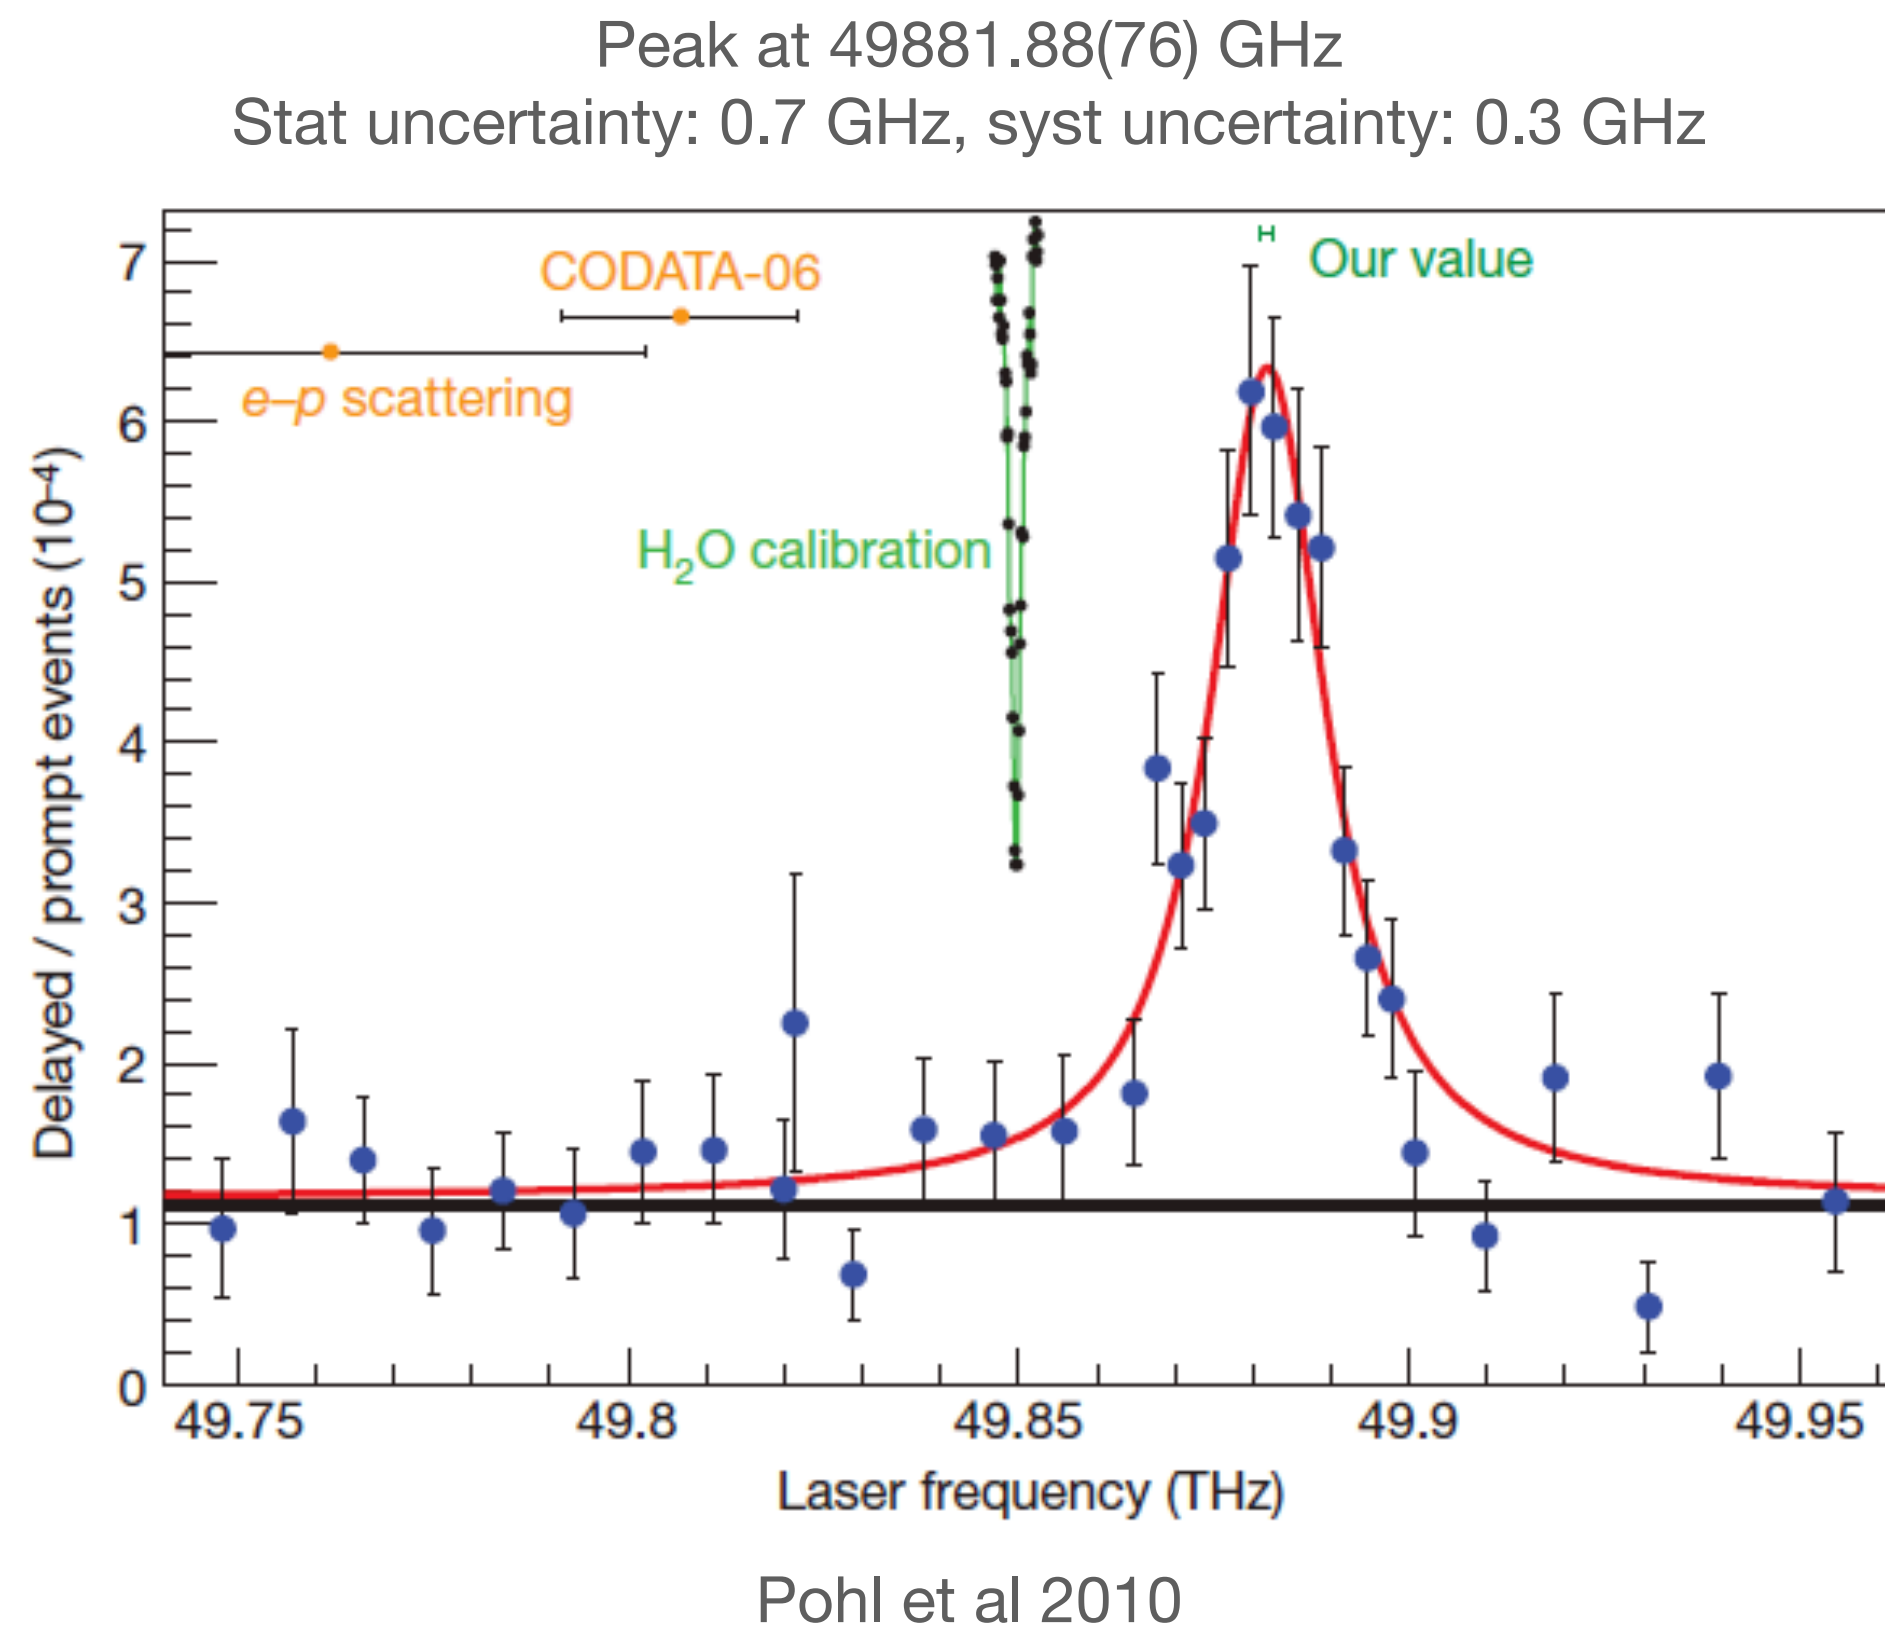 Peak at 49881.88(76) GHz
Stat uncertainty: 0.7 GHz, syst uncertainty: 0.3 GHz
7
6
5
4
3
2
1
0
Delayed / prompt events (10⁻⁴)
CODATA-06
Our value
e–p scattering
H₂O calibration
49.75
49.8
49.85
49.9
49.95
Laser frequency (THz)
Pohl et al 2010